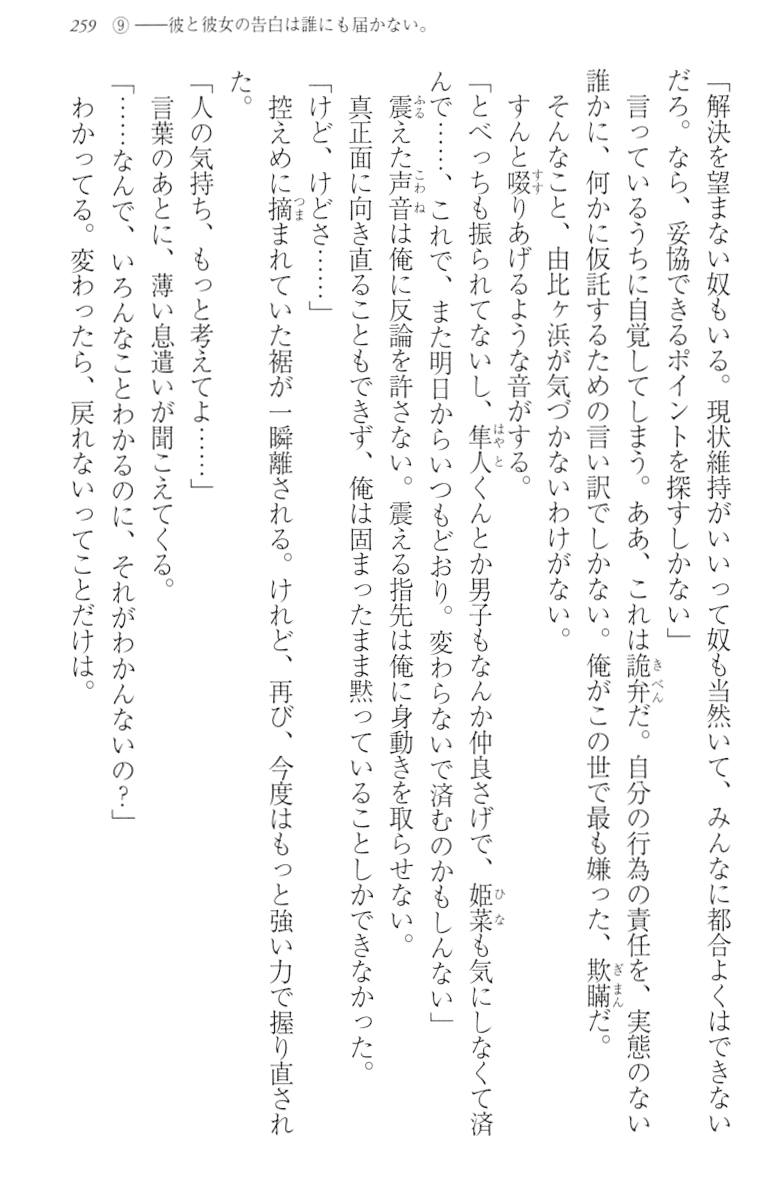 259 ⑨ ――彼と彼女の告白は誰にも届かない。
「解決を望まない奴もいる。現状維持がいいって奴も当然いて、みんなに都合よくはできない
だろ。なら、妥協できるポイントを探すしかない」
言っているうちに自覚してしまう。ああ、これは詭弁だ。自分の行為の責任を、実態のない
誰かに、何かに仮託するための言い訳でしかない。俺がこの世で最も嫌った、欺瞞だ。
そんなこと、由比ヶ浜が気づかないわけがない。
すんと啜りあげるような音がする。
「とべっちも振られてないし、隼人くんとか男子もなんか仲良さげで、姫菜も気にしなくて済
んで……、これで、また明日からいつもどおり。変わらないで済むのかもしんない」
震えた声音は俺に反論を許さない。震える指先は俺に身動きを取らせない。
真正面に向き直ることもできず、俺は固まったまま黙っていることしかできなかった。
「けど、けどさ……」
控えめに摘まれていた裾が一瞬離される。けれど、再び、今度はもっと強い力で握り直され
た。
「人の気持ち、もっと考えてよ……」
言葉のあとに、薄い息遣いが聞こえてくる。
「……なんで、いろんなことわかるのに、それがわかんないの？」
わかってる。変わったら、戻れないってことだけは。